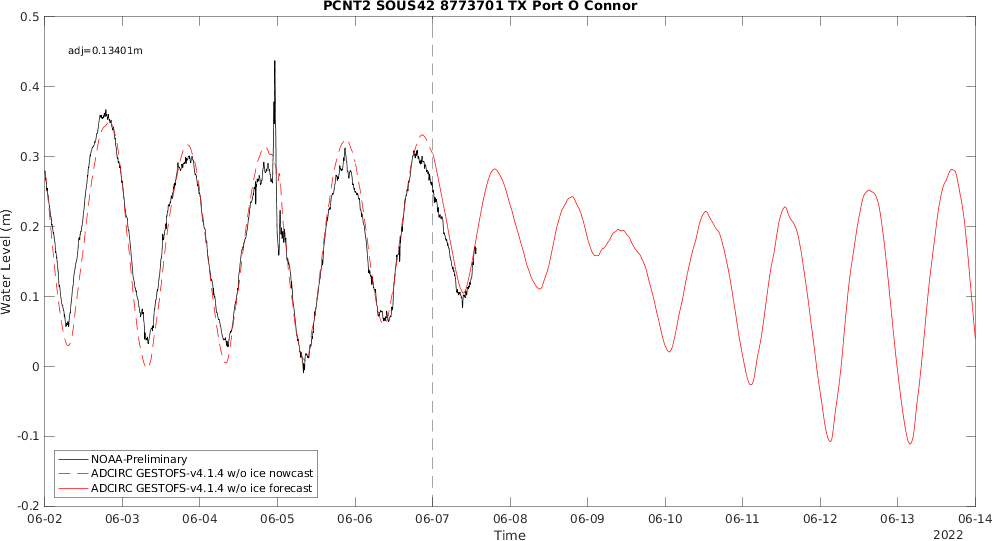 PCNT2 SOUS42 8773701 TX Port O Connor
adj=0.13401m
0.5
0.4
0.3
0.2
0.1
0
-0.1
-0.2
Water Level (m)
NOAA-Preliminary
ADCIRC GESTOFS-v4.1.4 w/o ice nowcast
ADCIRC GESTOFS-v4.1.4 w/o ice forecast
06-02 06-03 06-04 06-05 06-06 06-07 06-08 06-09 06-10 06-11 06-12 06-13 06-14
Time
2022